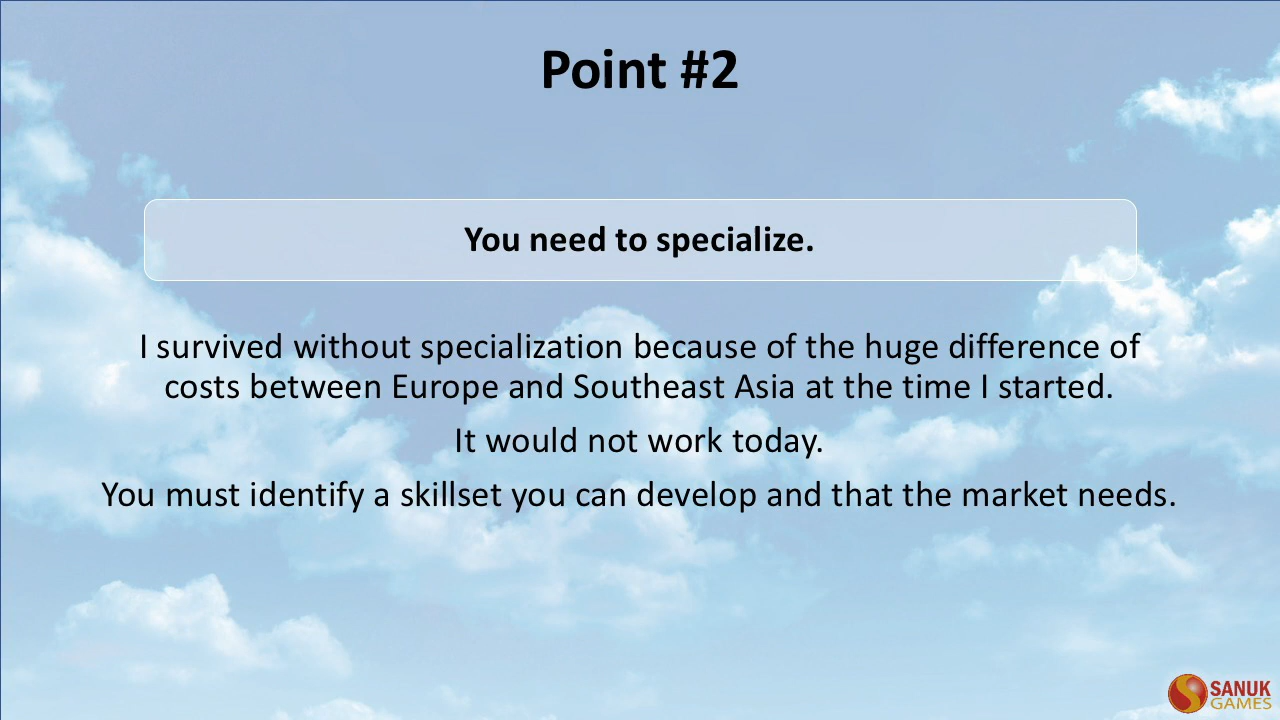 Point #2
You need to specialize.
I survived without specialization because of the huge difference of
costs between Europe and Southeast Asia at the time I started.
It would not work today.
You must identify a skillset you can develop and that the market needs.
SANUK
GAMES